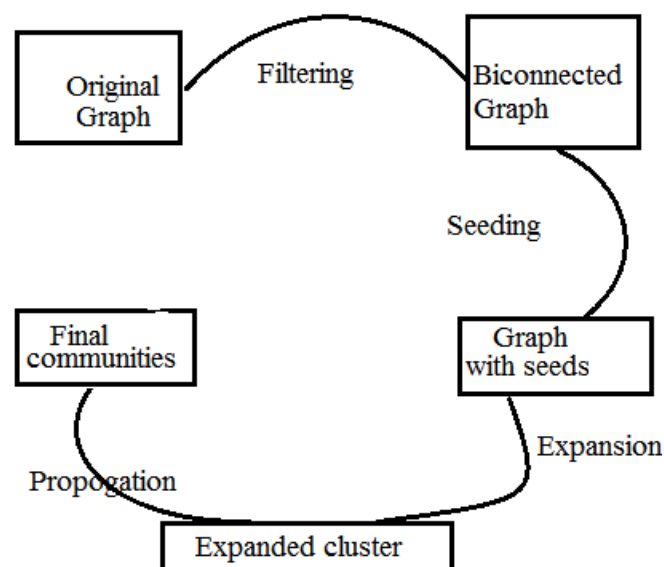 Original
Graph
Filtering
Biconnected
Graph
Seeding
Graph
with seeds
Expansion
Expanded cluster
Propogation
Final
communities